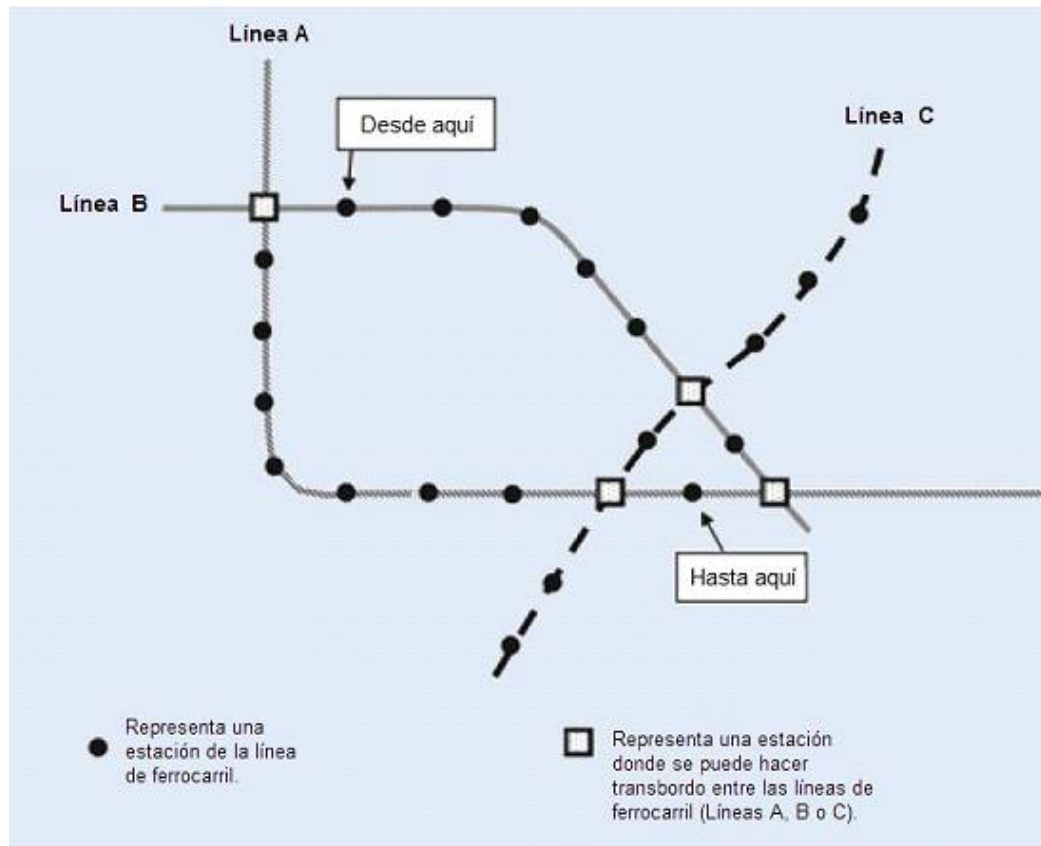 Línea A
Desde aquí
Línea C
Línea B
Hasta aquí
Representa una
estación de la línea
de ferrocarril.
Representa una estación
donde se puede hacer
transbordo entre las líneas de
ferrocarril (Líneas A, B o C).